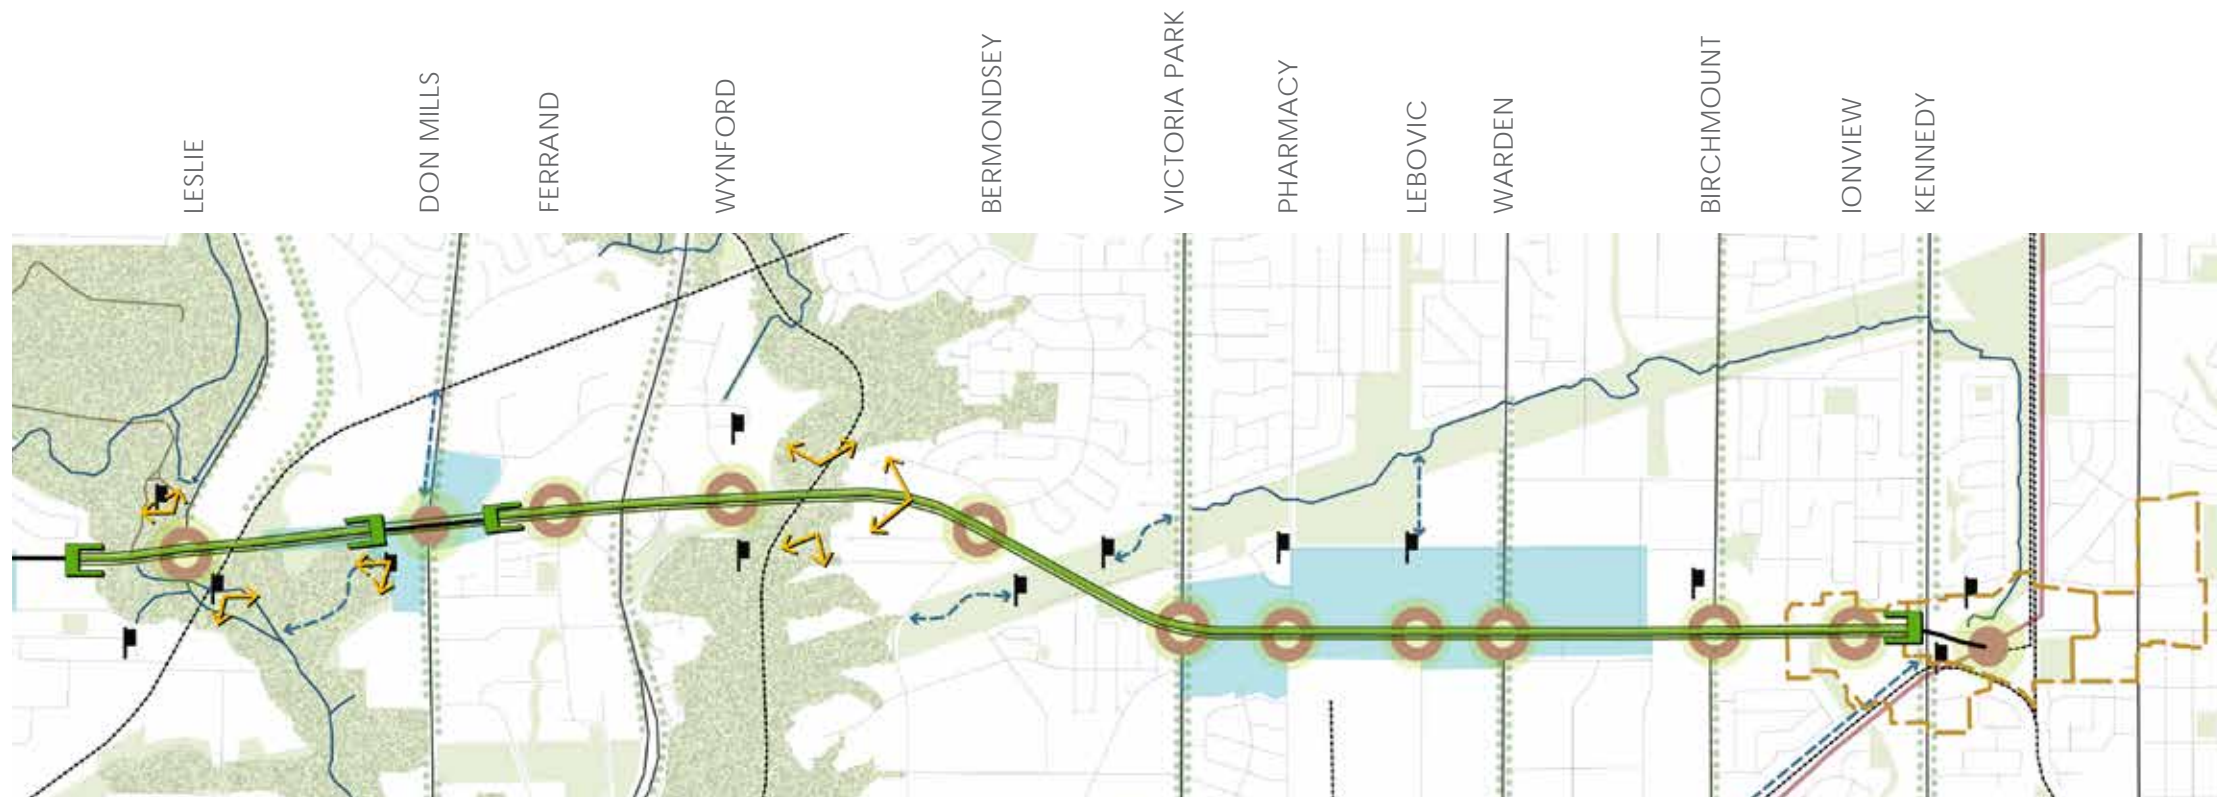 LESLIE
DON MILLS
FERRAND
WYNFORD
BERMONDSEY
VICTORIA PARK
PHARMACY
LEBOVIC
WARDEN
BIRCHMOUNT
IONVIEW
KENNEDY